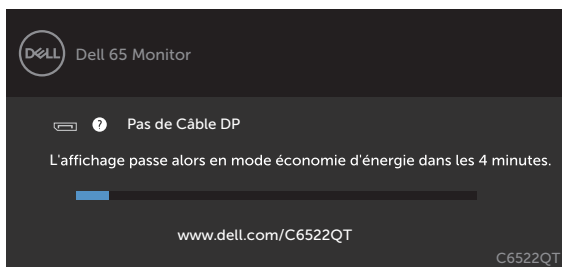 DELL
Dell 65 Monitor
? Pas de Câble DP
L'affichage passe alors en mode économie d'énergie dans les 4 minutes.
www.dell.com/C6522QT
C6522QT